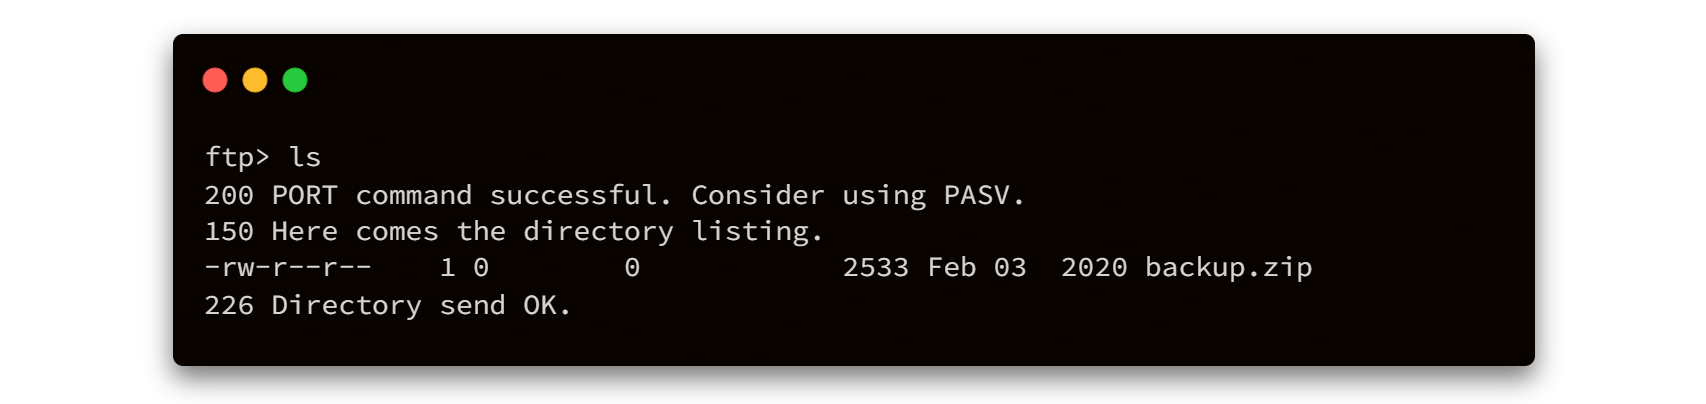 ftp> ls
200 PORT command successful. Consider using PASV.
150 Here comes the directory listing.
-rw-r--r--    1 0        0            2533 Feb 03  2020 backup.zip
226 Directory send OK.